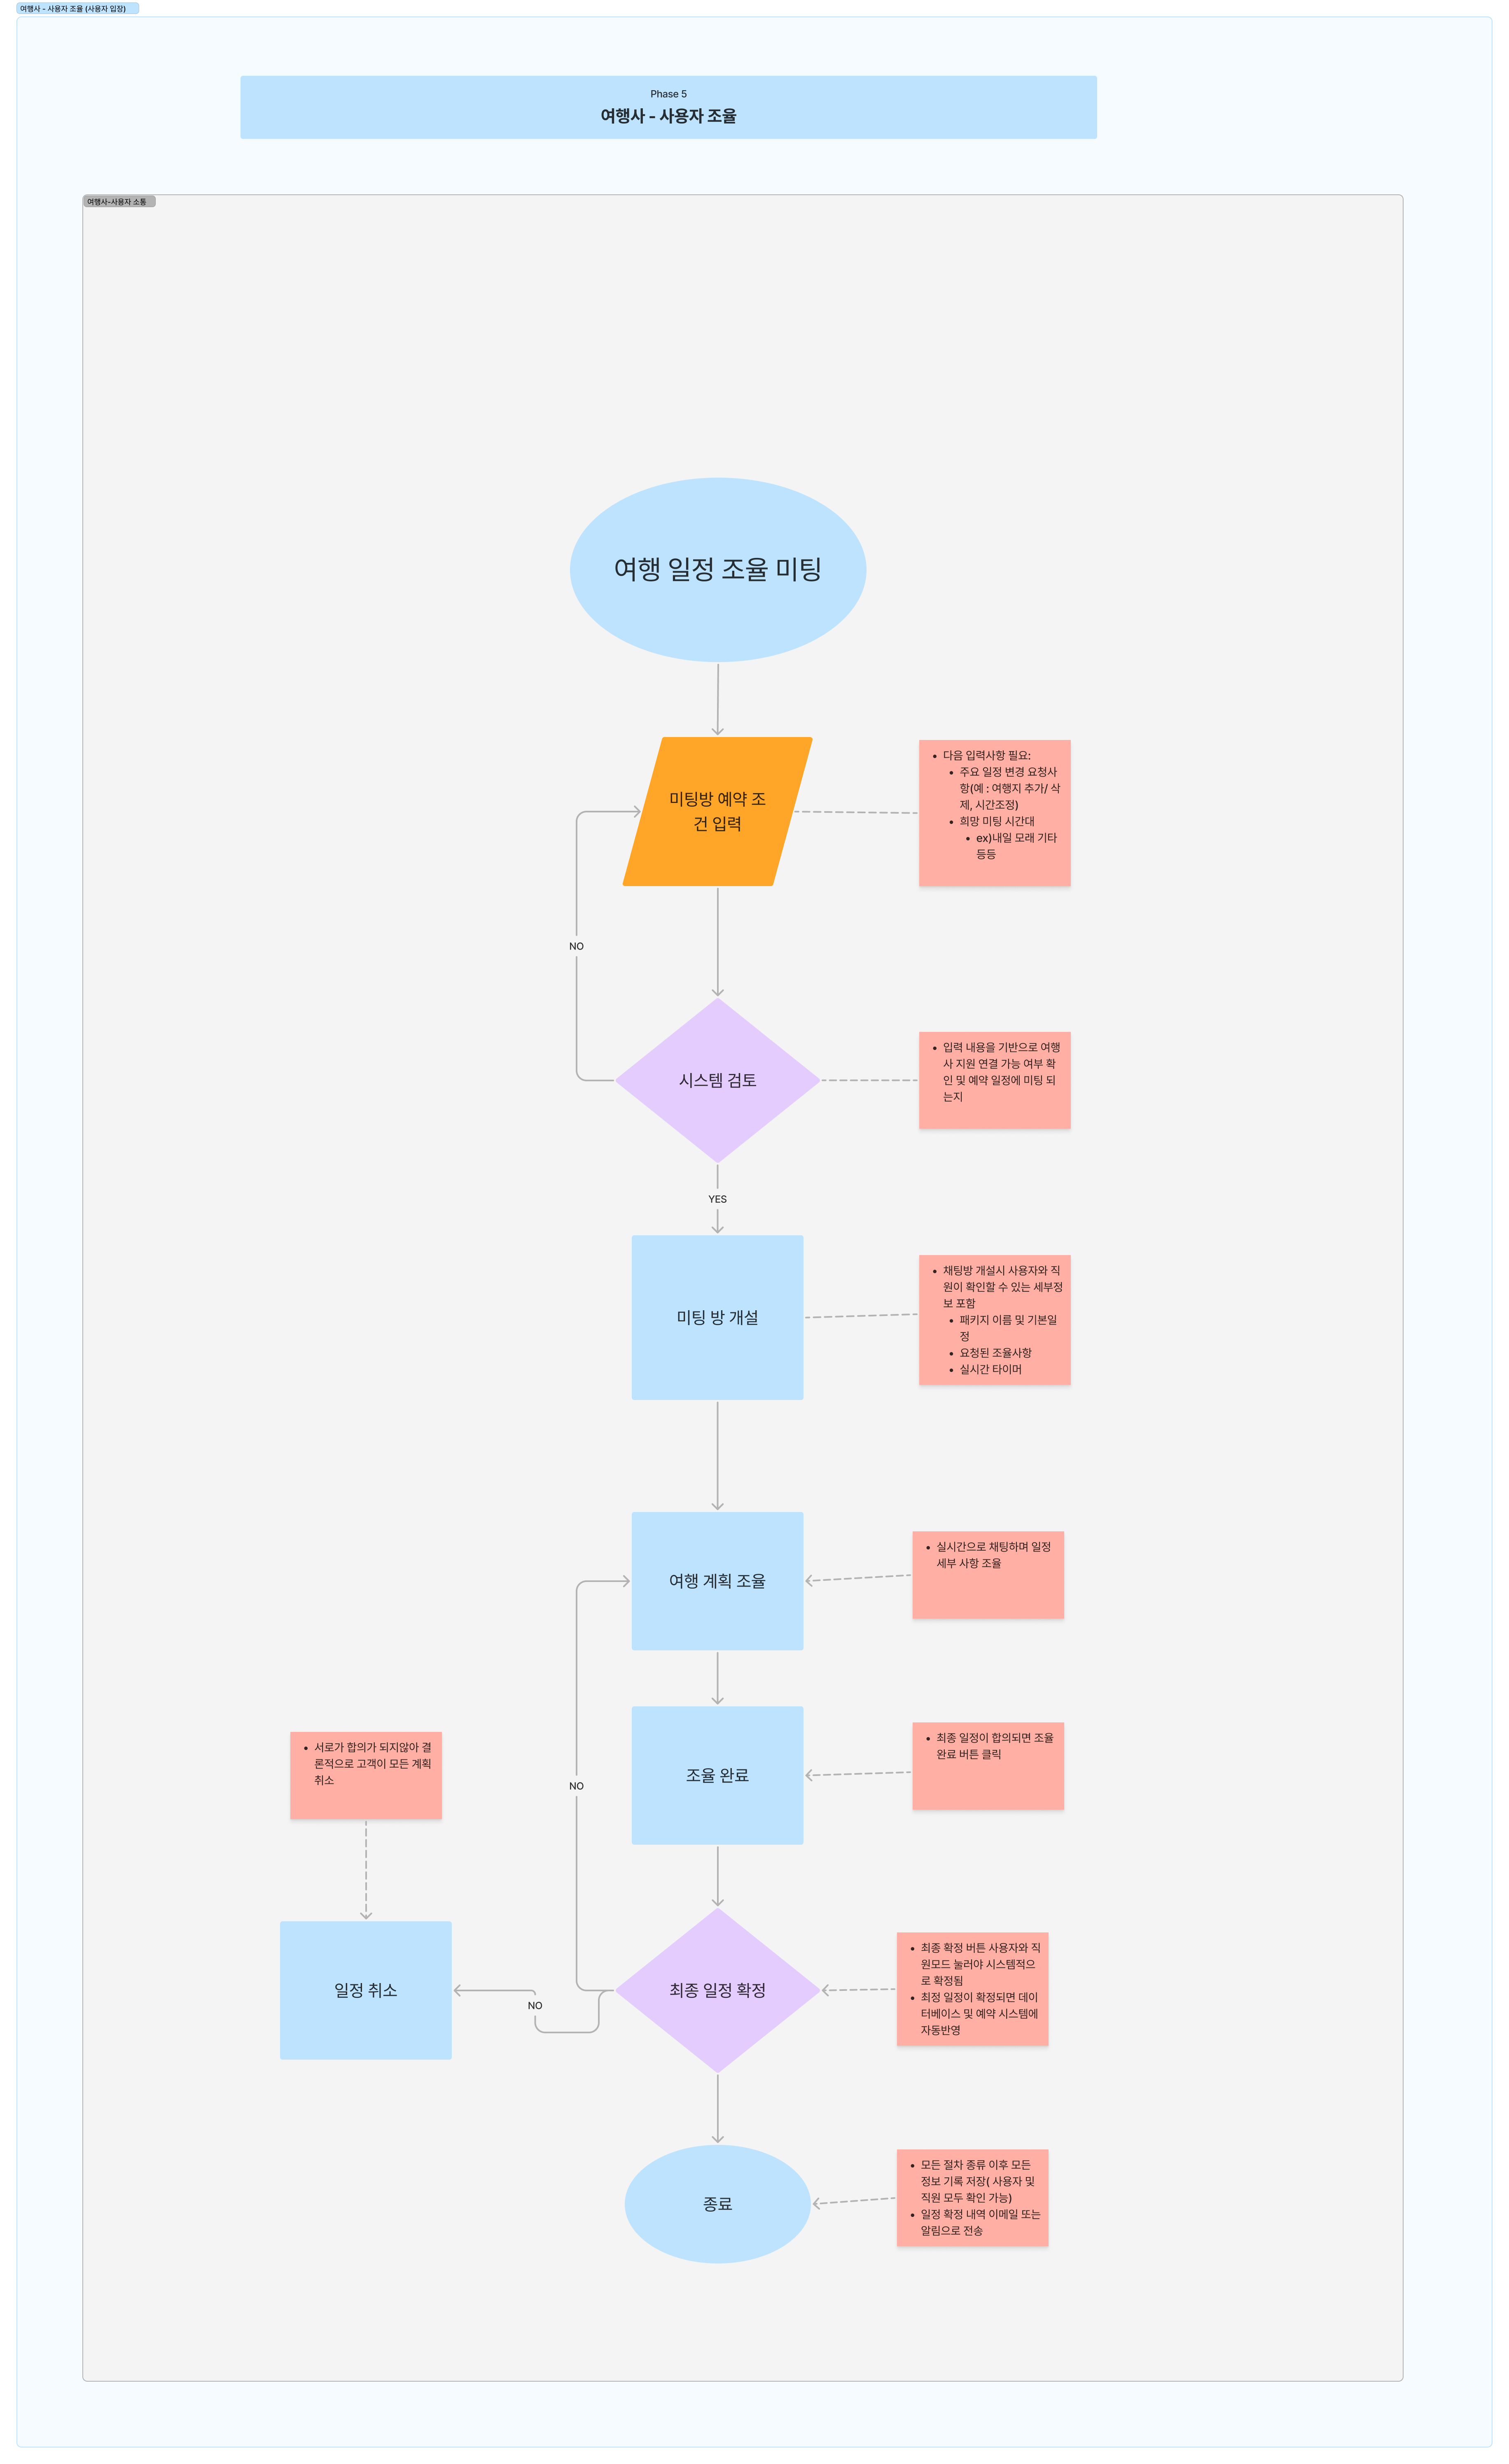 여행사 - 사용자 조율 (사용자 입장)
Phase 5
여행사 - 사용자 조율
여행사-사용자 소통
여행 일정 조율 미팅
미팅방 예약 조
건 입력
• 다음 입력사항 필요:
• 주요 일정 변경 요청사
항(예 : 여행지 추가/ 삭
제, 시간조정)
• 희망 미팅 시간대
• ex)내일 모래 기타
등등
NO
시스템 검토
• 입력 내용을 기반으로 여행
사 지원 연결 가능 여부 확
인 및 예약 일정에 미팅 되
는지
YES
미팅 방 개설
• 채팅방 개설시 사용자와 직
원이 확인할 수 있는 세부정
보 포함
• 패키지 이름 및 기본일
정
• 요청된 조율사항
• 실시간 타이머
여행 계획 조율
• 실시간으로 채팅하며 일정
세부 사항 조율
• 서로가 합의가 되지않아 결
론적으로 고객이 모든 계획
취소
NO
조율 완료
• 최종 일정이 합의되면 조율
완료 버튼 클릭
일정 취소
NO
최종 일정 확정
• 최종 확정 버튼 사용자와 직
원모드 눌러야 시스템적으
로 확정됨
• 최정 일정이 확정되면 데이
터베이스 및 예약 시스템에
자동반영
종료
• 모든 절차 종류 이후 모든
정보 기록 저장( 사용자 및
직원 모두 확인 가능)
• 일정 확정 내역 이메일 또는
알림으로 전송